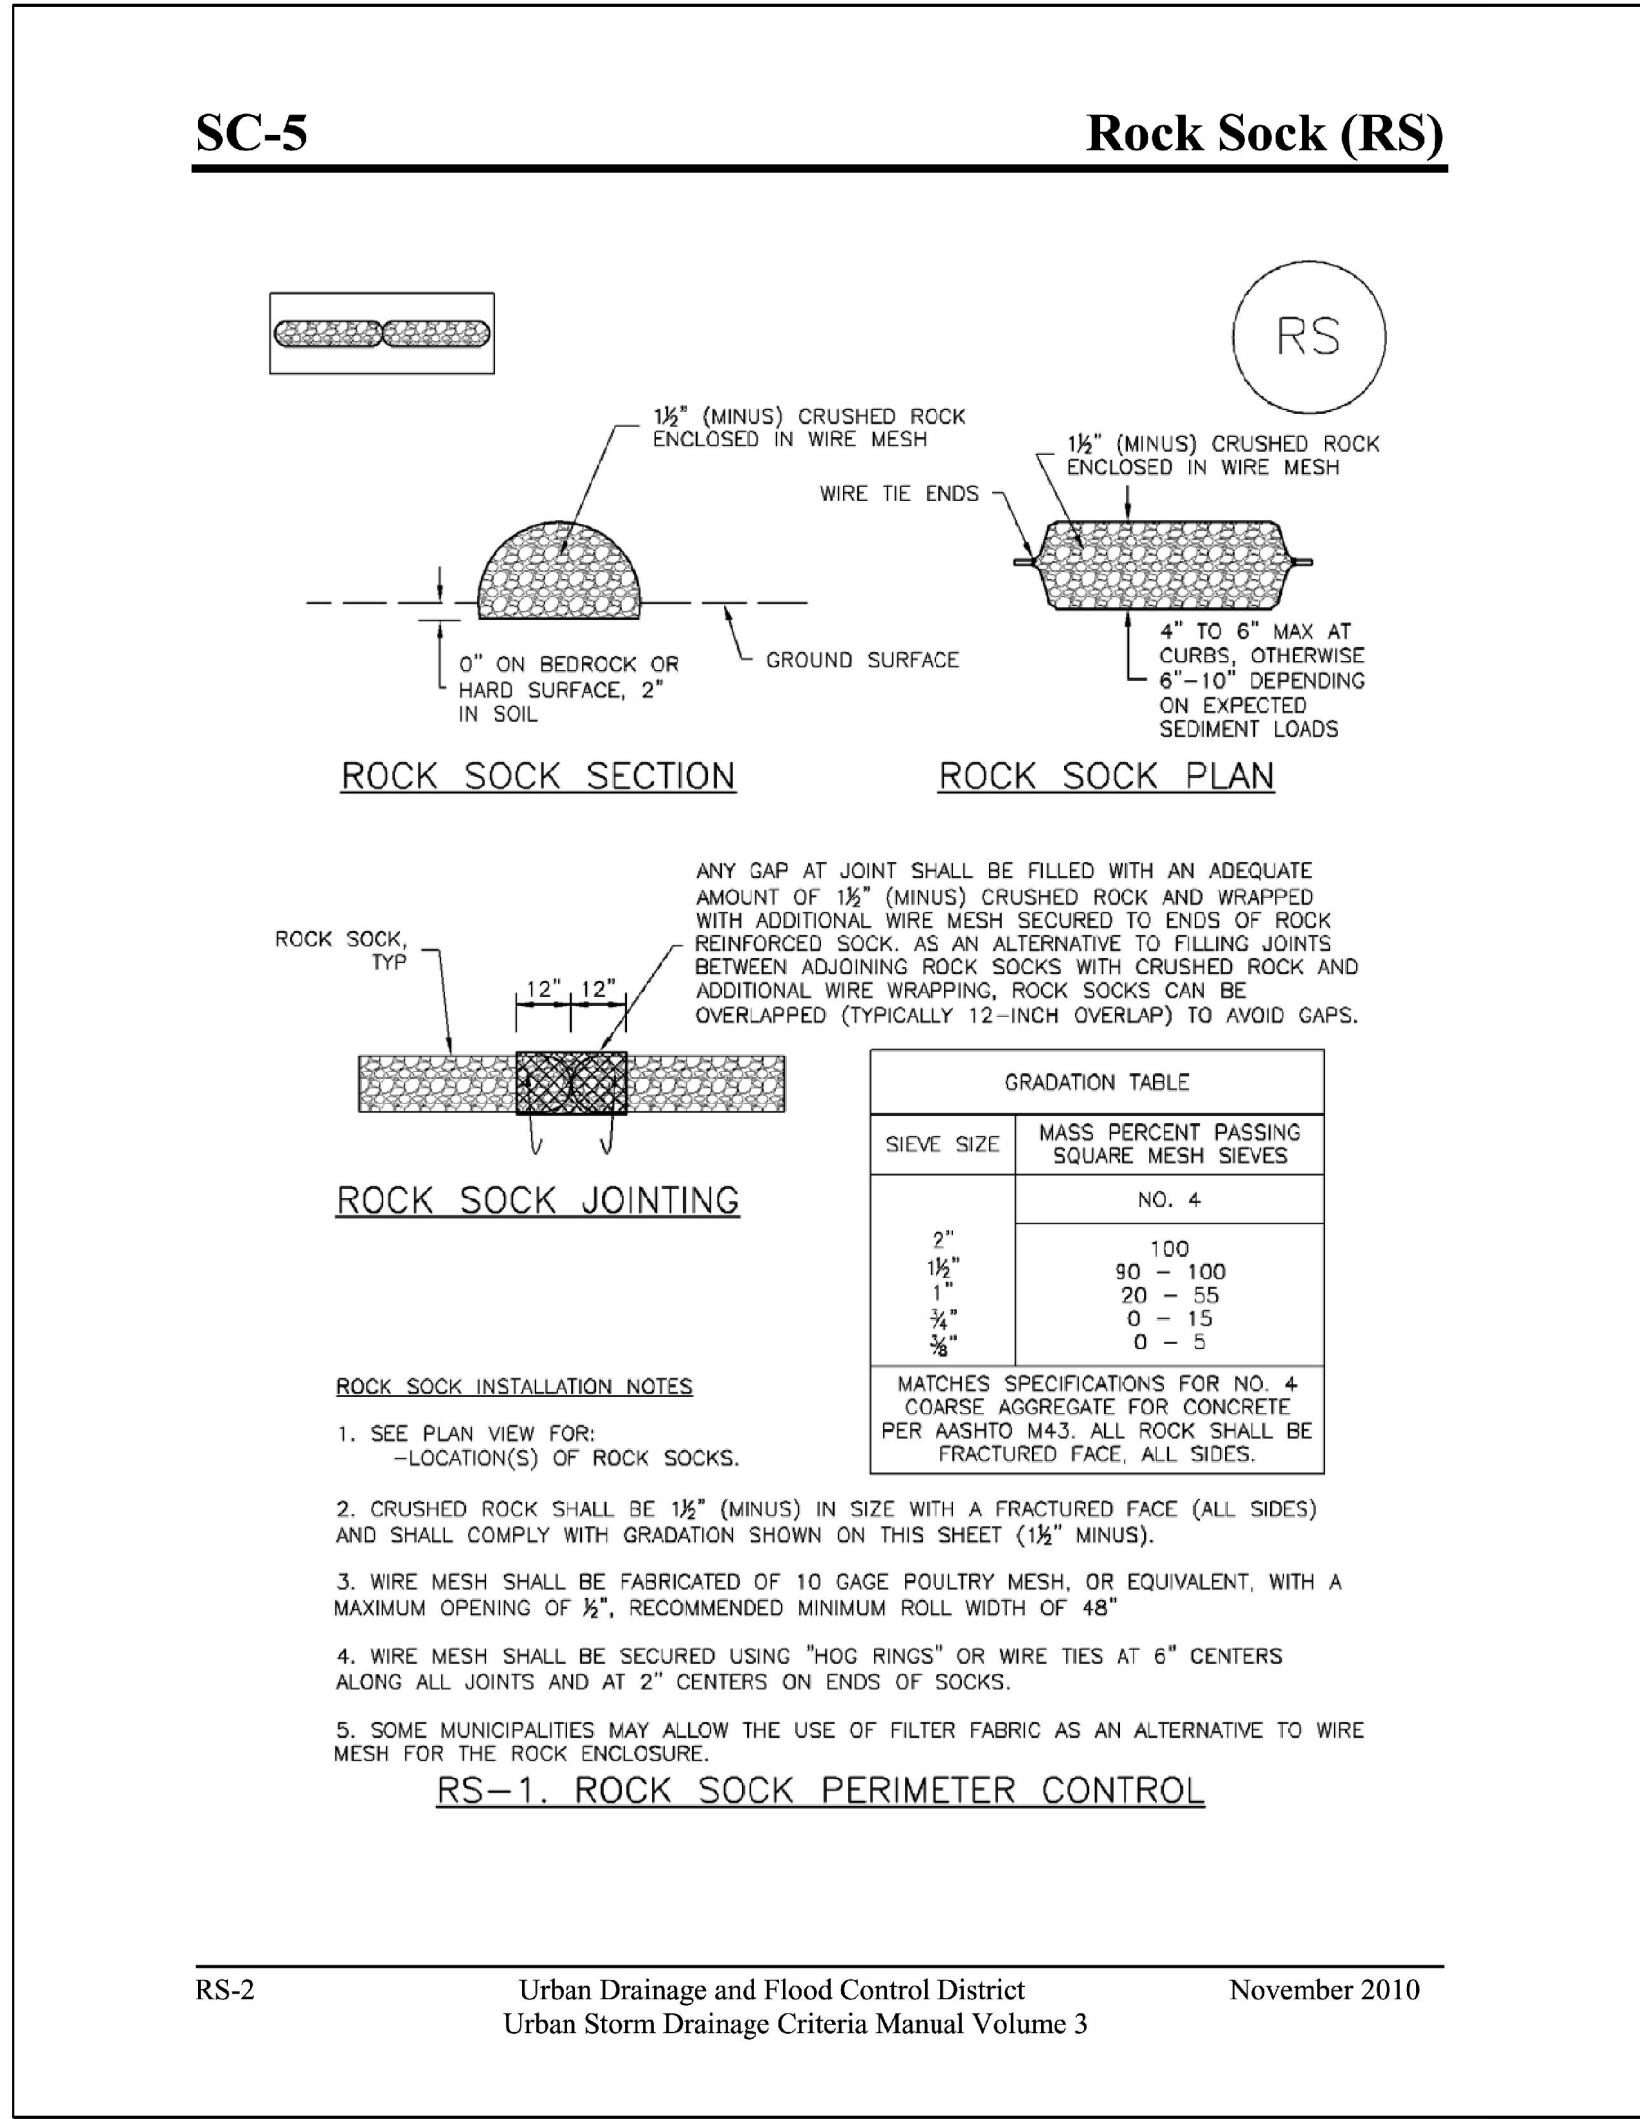 SC-5
Rock Sock (RS)
RS
1½" (MINUS) CRUSHED ROCK
ENCLOSED IN WIRE MESH
1½" (MINUS) CRUSHED ROCK
ENCLOSED IN WIRE MESH
WIRE TIE ENDS
0" ON BEDROCK OR
HARD SURFACE, 2"
IN SOIL
GROUND SURFACE
4" TO 6" MAX AT
CURBS, OTHERWISE
6"-10" DEPENDING
ON EXPECTED
SEDIMENT LOADS
ROCK SOCK SECTION
ROCK SOCK PLAN
ANY GAP AT JOINT SHALL BE FILLED WITH AN ADEQUATE
AMOUNT OF 1½" (MINUS) CRUSHED ROCK AND WRAPPED
WITH ADDITIONAL WIRE MESH SECURED TO ENDS OF ROCK
REINFORCED SOCK. AS AN ALTERNATIVE TO FILLING JOINTS
BETWEEN ADJOINING ROCK SOCKS WITH CRUSHED ROCK AND
ADDITIONAL WIRE WRAPPING, ROCK SOCKS CAN BE
OVERLAPPED (TYPICALLY 12-INCH OVERLAP) TO AVOID GAPS.
ROCK SOCK,
TYP
12" 12"
ROCK SOCK JOINTING
GRADATION TABLE
SIEVE SIZE
MASS PERCENT PASSING
SQUARE MESH SIEVES
NO. 4
2" 100
1½" 90 - 100
1" 20 - 55
¾" 0 - 15
⅜" 0 - 5
MATCHES SPECIFICATIONS FOR NO. 4
COARSE AGGREGATE FOR CONCRETE
PER AASHTO M43. ALL ROCK SHALL BE
FRACTURED FACE, ALL SIDES.
ROCK SOCK INSTALLATION NOTES
1. SEE PLAN VIEW FOR:
-LOCATION(S) OF ROCK SOCKS.
2. CRUSHED ROCK SHALL BE 1½" (MINUS) IN SIZE WITH A FRACTURED FACE (ALL SIDES)
AND SHALL COMPLY WITH GRADATION SHOWN ON THIS SHEET (1½" MINUS).
3. WIRE MESH SHALL BE FABRICATED OF 10 GAGE POULTRY MESH, OR EQUIVALENT, WITH A
MAXIMUM OPENING OF ½", RECOMMENDED MINIMUM ROLL WIDTH OF 48"
4. WIRE MESH SHALL BE SECURED USING "HOG RINGS" OR WIRE TIES AT 6" CENTERS
ALONG ALL JOINTS AND AT 2" CENTERS ON ENDS OF SOCKS.
5. SOME MUNICIPALITIES MAY ALLOW THE USE OF FILTER FABRIC AS AN ALTERNATIVE TO WIRE
MESH FOR THE ROCK ENCLOSURE.
RS-1. ROCK SOCK PERIMETER CONTROL
RS-2
Urban Drainage and Flood Control District
Urban Storm Drainage Criteria Manual Volume 3
November 2010